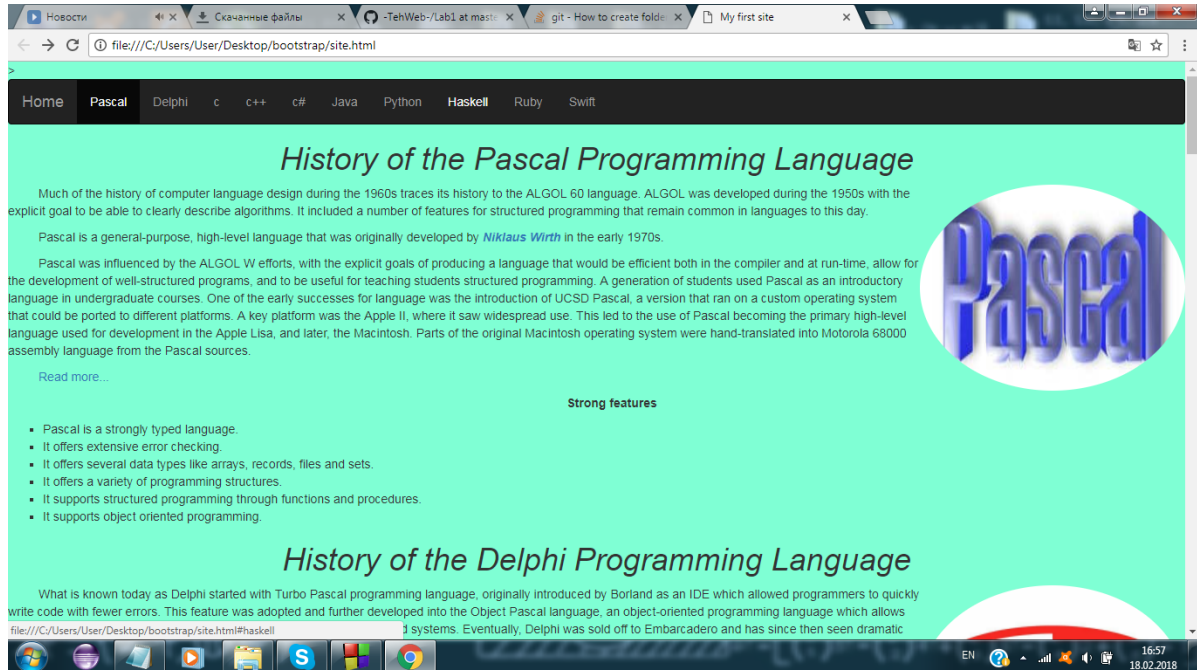 Новости
Скачанные файлы
-TehWeb-/Lab1 at maste
git - How to create folde
My first site
file:///C:/Users/User/Desktop/bootstrap/site.html
>
Home Pascal Delphi c c++ c# Java Python Haskell Ruby Swift
History of the Pascal Programming Language
Much of the history of computer language design during the 1960s traces its history to the ALGOL 60 language. ALGOL was developed during the 1950s with the
explicit goal to be able to clearly describe algorithms. It included a number of features for structured programming that remain common in languages to this day.
Pascal is a general-purpose, high-level language that was originally developed by Niklaus Wirth in the early 1970s.
Pascal was influenced by the ALGOL W efforts, with the explicit goals of producing a language that would be efficient both in the compiler and at run-time, allow for
the development of well-structured programs, and to be useful for teaching students structured programming. A generation of students used Pascal as an introductory
language in undergraduate courses. One of the early successes for language was the introduction of UCSD Pascal, a version that ran on a custom operating system
that could be ported to different platforms. A key platform was the Apple II, where it saw widespread use. This led to the use of Pascal becoming the primary high-level
language used for development in the Apple Lisa, and later, the Macintosh. Parts of the original Macintosh operating system were hand-translated into Motorola 68000
assembly language from the Pascal sources.
Read more...
Pascal
Strong features
Pascal is a strongly typed language.
It offers extensive error checking.
It offers several data types like arrays, records, files and sets.
It offers a variety of programming structures.
It supports structured programming through functions and procedures.
It supports object oriented programming.
History of the Delphi Programming Language
What is known today as Delphi started with Turbo Pascal programming language, originally introduced by Borland as an IDE which allowed programmers to quickly
write code with fewer errors. This feature was adopted and further developed into the Object Pascal language, an object-oriented programming language which allows
d systems. Eventually, Delphi was sold off to Embarcadero and has since then seen dramatic
file:///C:/Users/User/Desktop/bootstrap/site.html#haskell
EN
16:57
18.02.2018